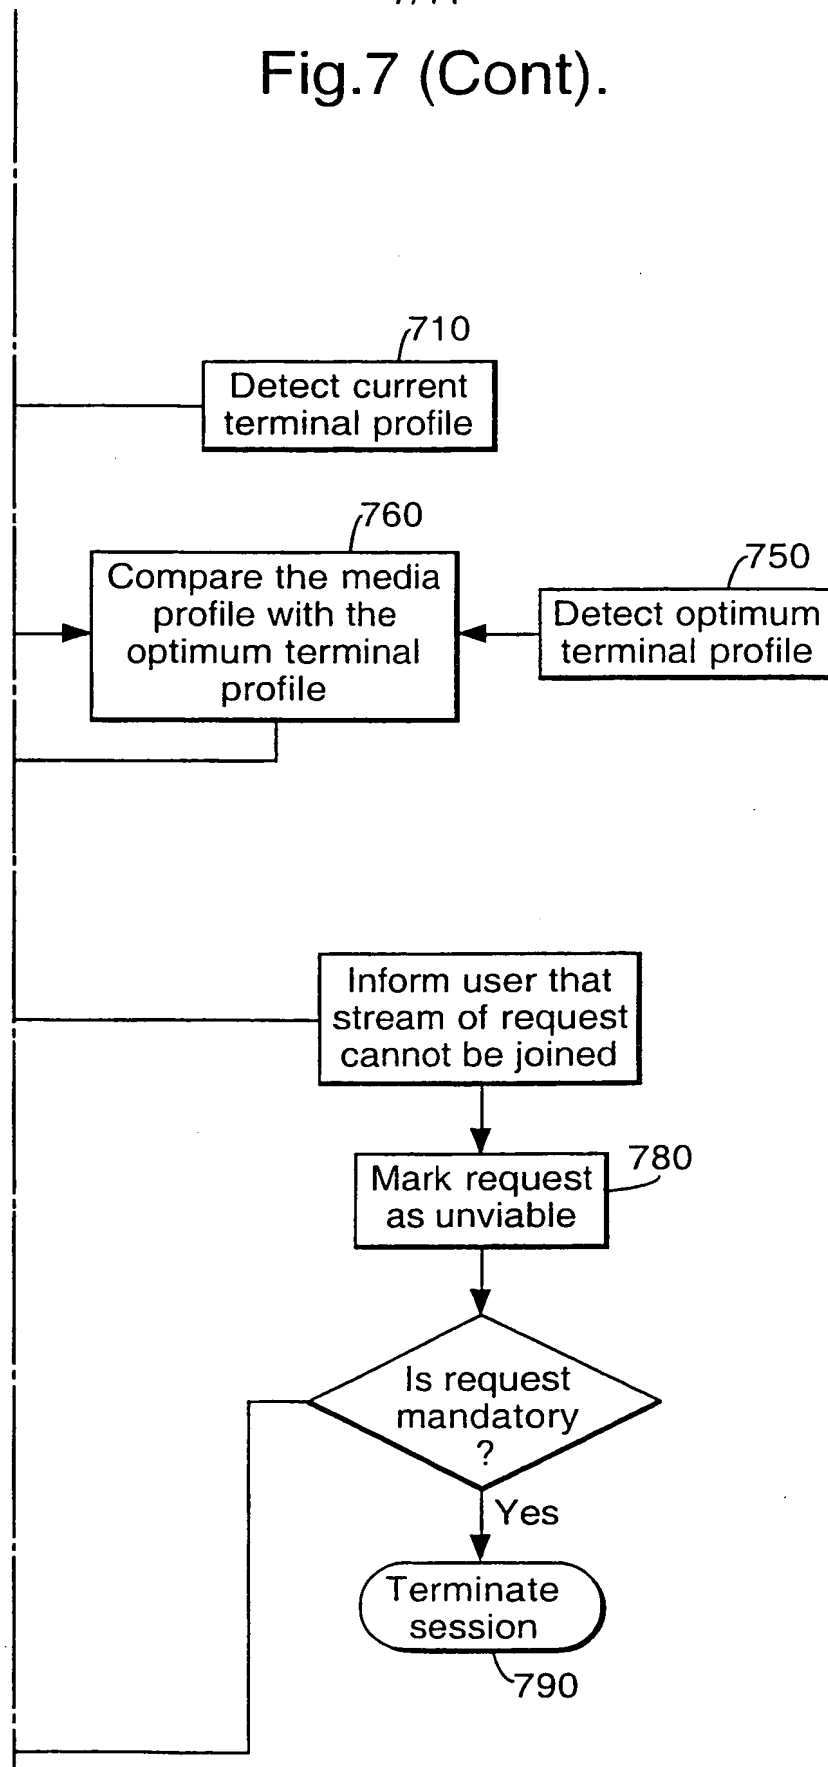 Fig.7 (Cont).
710
Detect current
terminal profile
760
Compare the media
profile with the
optimum terminal
profile
750
Detect optimum
terminal profile
Inform user that
stream of request
cannot be joined
780
Mark request
as unviable
Is request
mandatory
?
Yes
Terminate
session
790